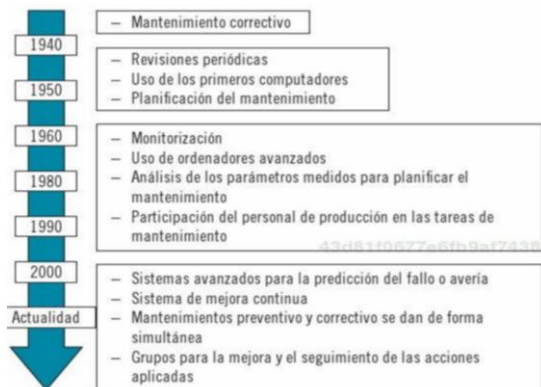 – Mantenimiento correctivo
1940
– Revisiones periódicas
– Uso de los primeros computadores
– Planificación del mantenimiento
1950
1960
– Monitorización
– Uso de ordenadores avanzados
– Análisis de los parámetros medidos para planificar el
mantenimiento
– Participación del personal de producción en las tareas de
mantenimiento
1980
1990
43d81f0677e6fb9af7438
2000
– Sistemas avanzados para la predicción del fallo o avería
– Sistema de mejora continua
– Mantenimientos preventivo y correctivo se dan de forma
simultánea
– Grupos para la mejora y el seguimiento de las acciones
aplicadas
Actualidad